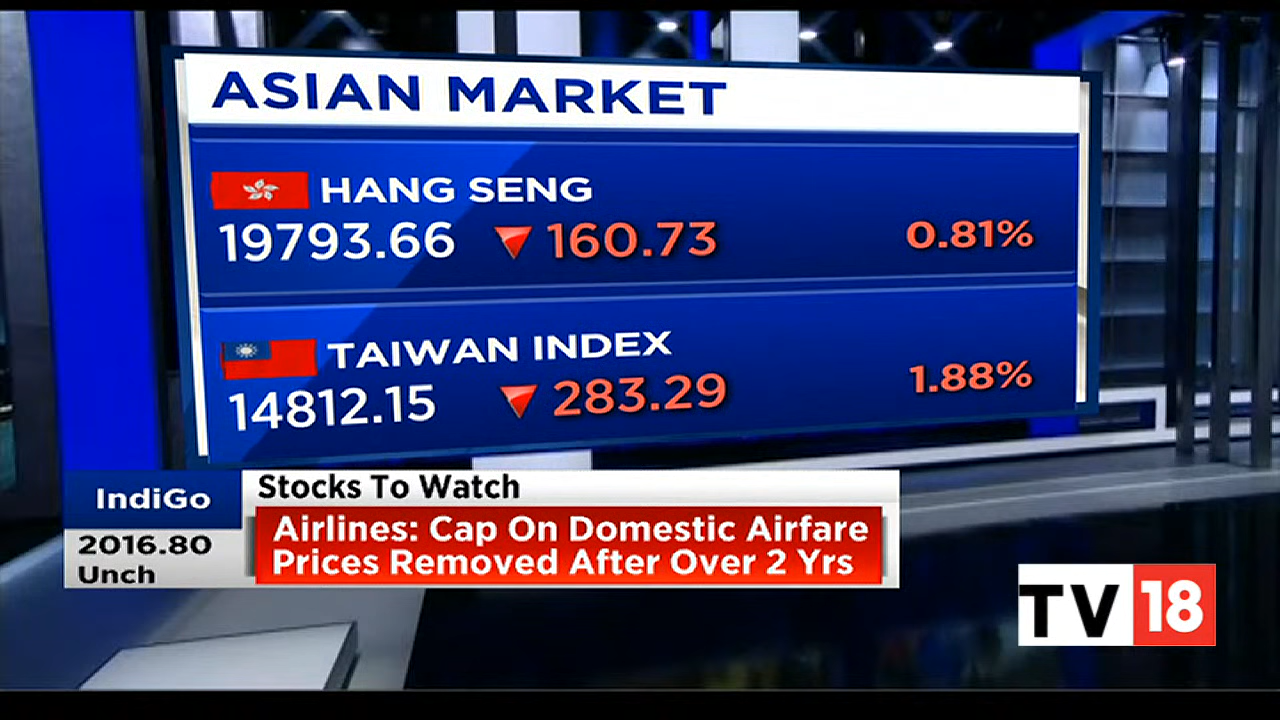 ASIAN MARKET
HANG SENG
19793.66 ▼ 160.73 0.81%
TAIWAN INDEX
14812.15 ▼ 283.29 1.88%
IndiGo
2016.80
Unch
Stocks To Watch
Airlines: Cap On Domestic Airfare
Prices Removed After Over 2 Yrs
TV18